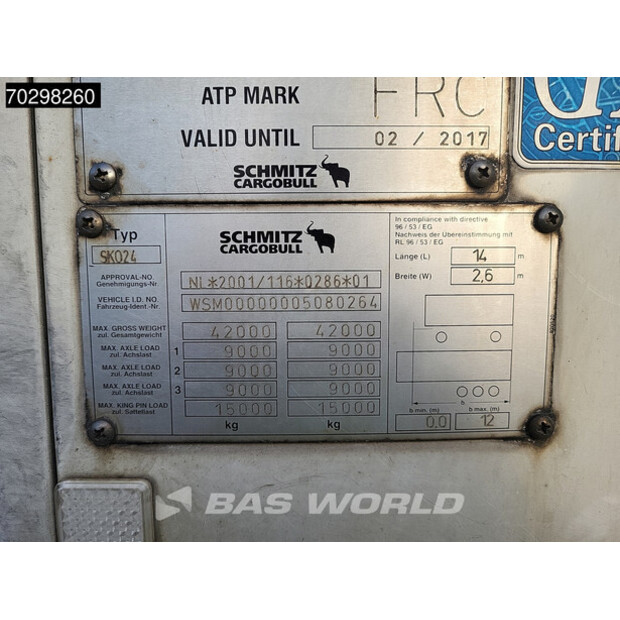 70298260
ATP MARK FRC
VALID UNTIL 02 / 2017
SCHMITZ
CARGOBULL
Certif
Typ
SKO24
SCHMITZ
CARGOBULL
In compliance with directive
96 / 53 / EG
Nachweis der Übereinstimmung mit
RL 96 / 53 / EG
Länge (L) 14 m
Breite (W) 2,6 m
APPROVAL-NO.
Genehmigungs-Nr. NL*2001/116*0286*01
VEHICLE I.D. NO.
Fahrzeug-Ident.-Nr. WSM00000005080264
MAX. GROSS WEIGHT
zul. Gesamtgewicht 42000 42000
MAX. AXLE LOAD
zul. Achslast 1 9000 9000
MAX. AXLE LOAD
zul. Achslast 2 9000 9000
MAX. AXLE LOAD
zul. Achslast 3 9000 9000
MAX. KING PIN LOAD
zul. Sattellast 15000 15000
kg kg
b
b min. (m) b max. (m)
0.0 12
BAS WORLD